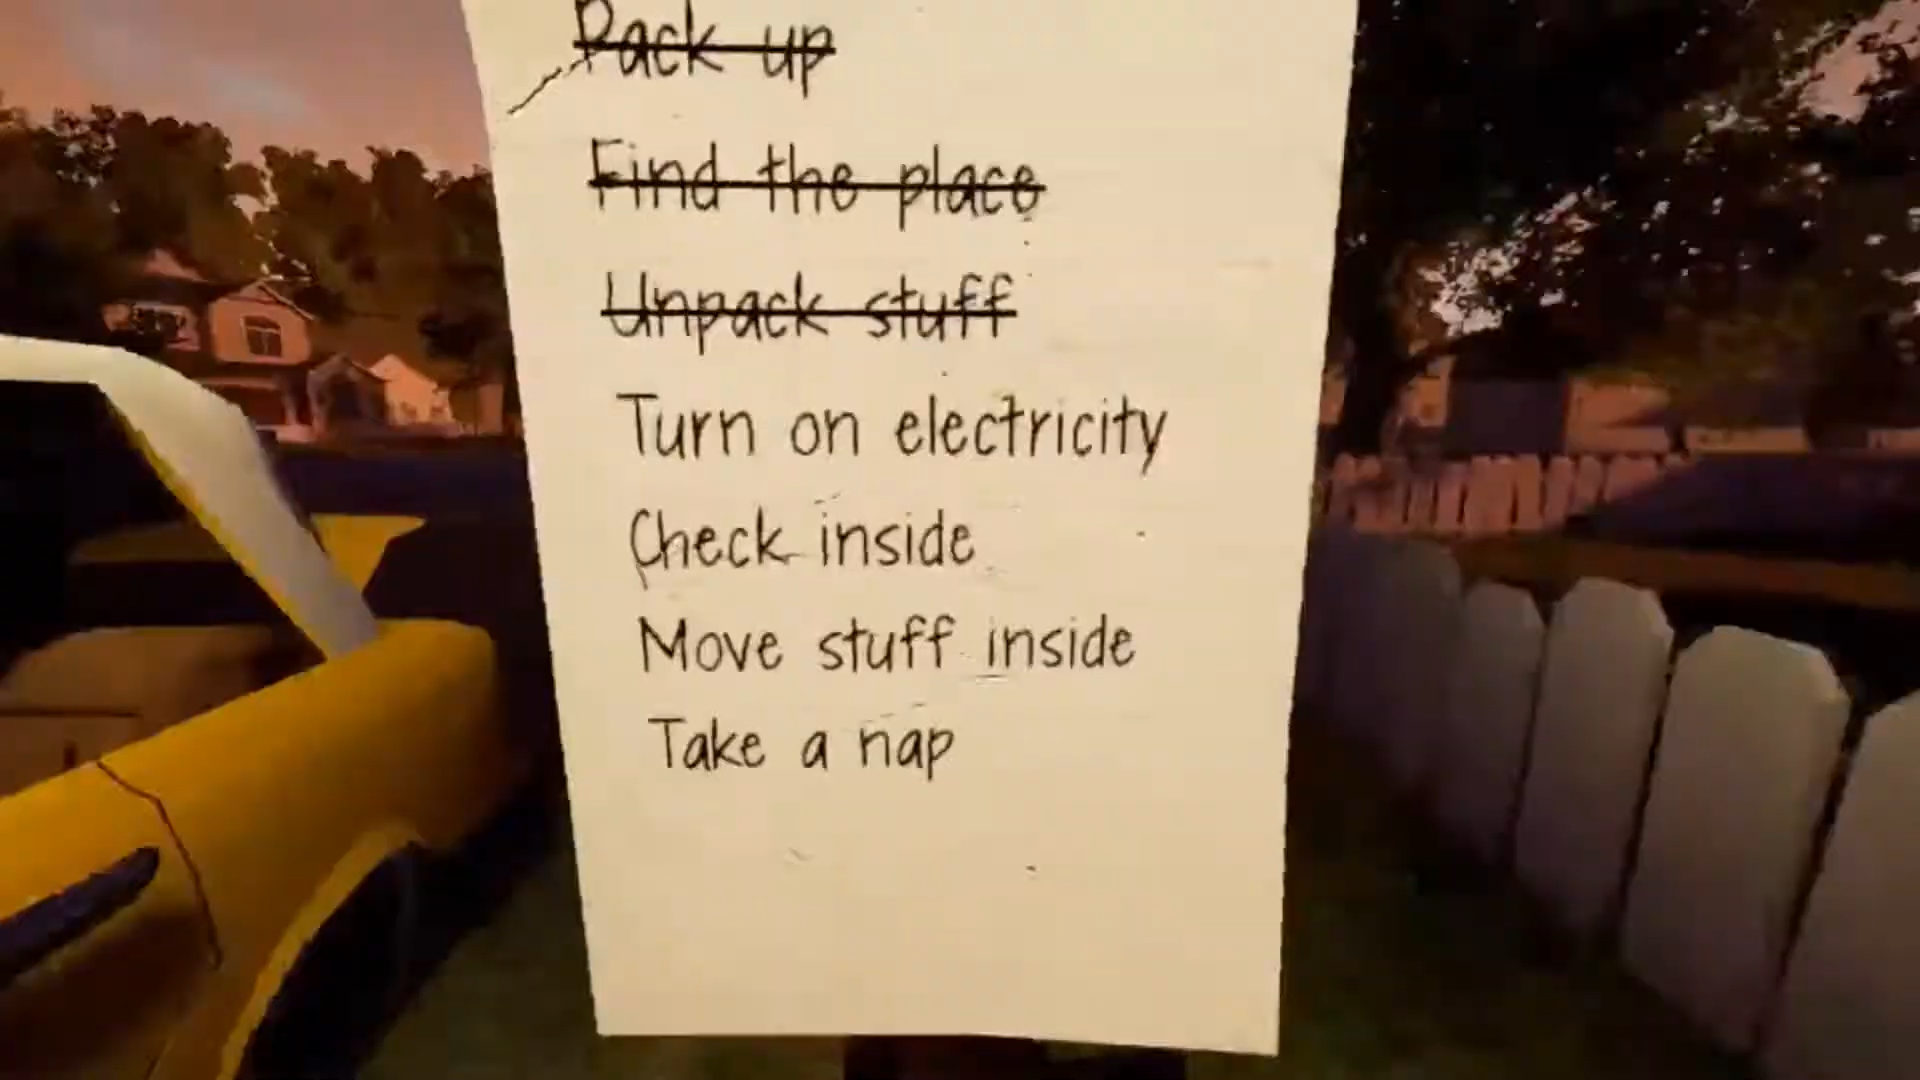 Pack up
Find the place
Unpack stuff
Turn on electricity
Check inside
Move stuff inside
Take a nap